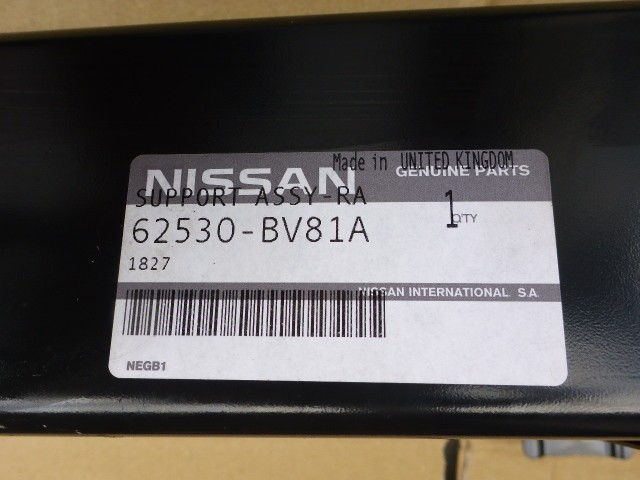 Made in UNITED KINGDOM
NISSAN GENUINE PARTS
SUPPORT ASSY-RA
62530-BV81A 1 Q'TY
1827
NISSAN INTERNATIONAL S.A.
NEGB1